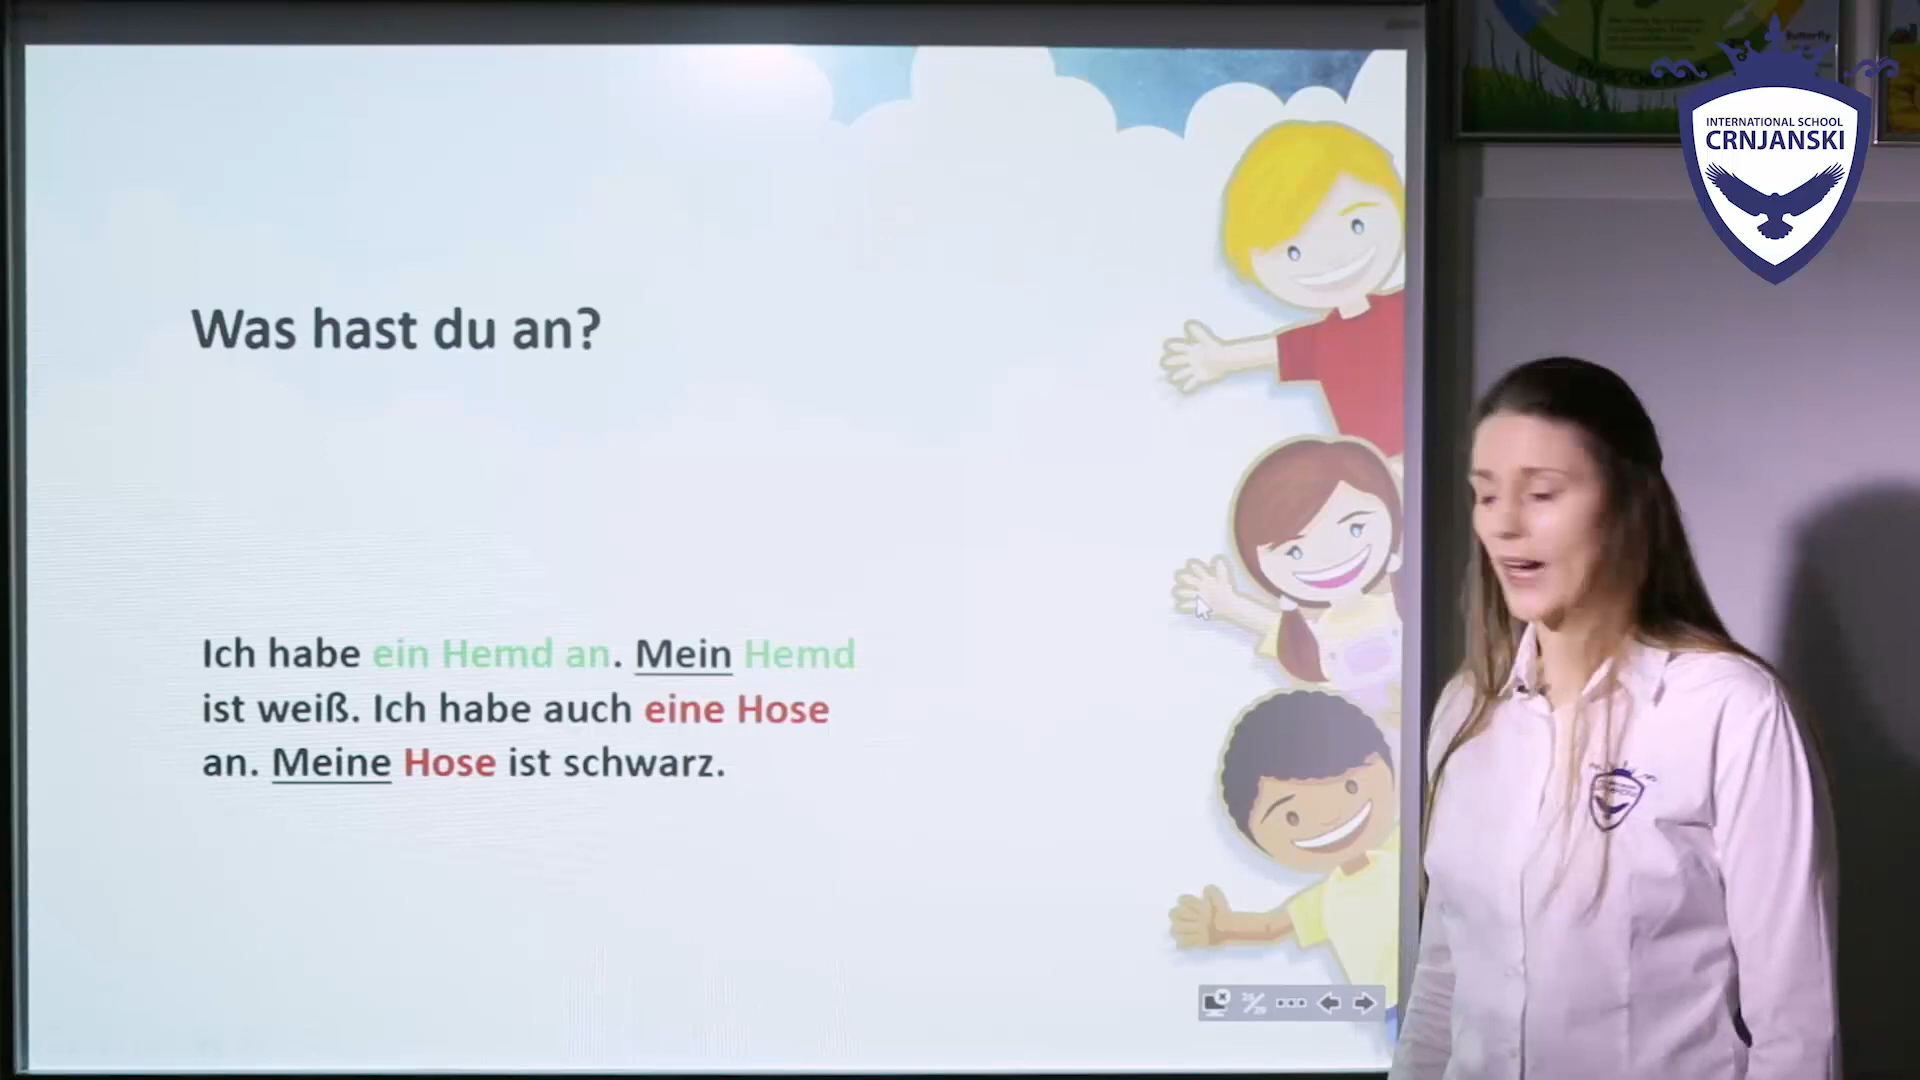 Was hast du an?
Ich habe ein Hemd an. Mein Hemd
ist weiß. Ich habe auch eine Hose
an. Meine Hose ist schwarz.
INTERNATIONAL SCHOOL
CRNJANSKI
Butterfly